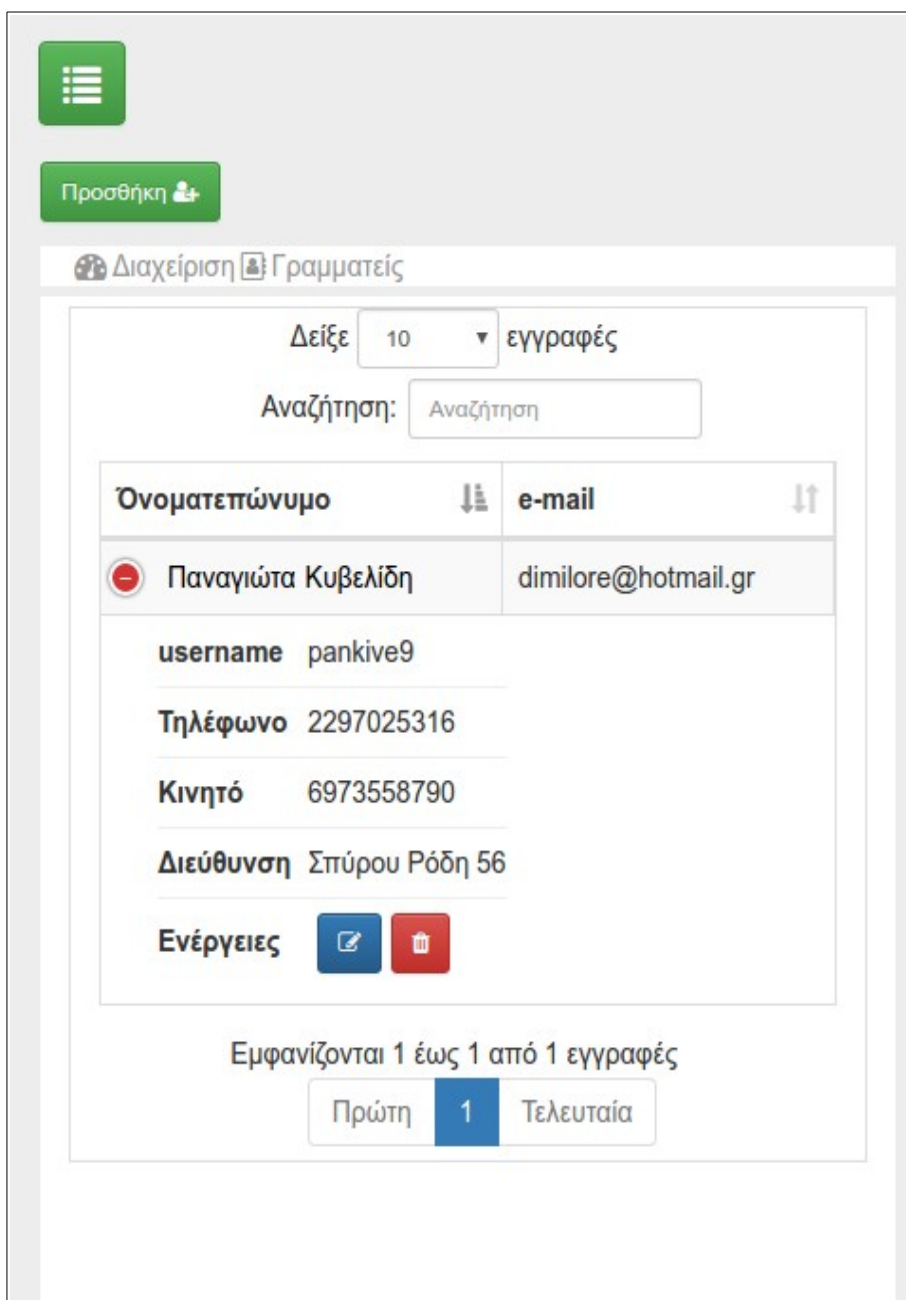 Προσθήκη
Διαχείριση Γραμματείς
Δείξε 10 εγγραφές
Αναζήτηση: Αναζήτηση
Όνοματεπώνυμο e-mail
Παναγιώτα Κυβελίδη dimilore@hotmail.gr
username pankive9
Τηλέφωνο 2297025316
Κινητό 6973558790
Διεύθυνση Σπύρου Ρόδη 56
Ενέργειες
Εμφανίζονται 1 έως 1 από 1 εγγραφές
Πρώτη 1 Τελευταία